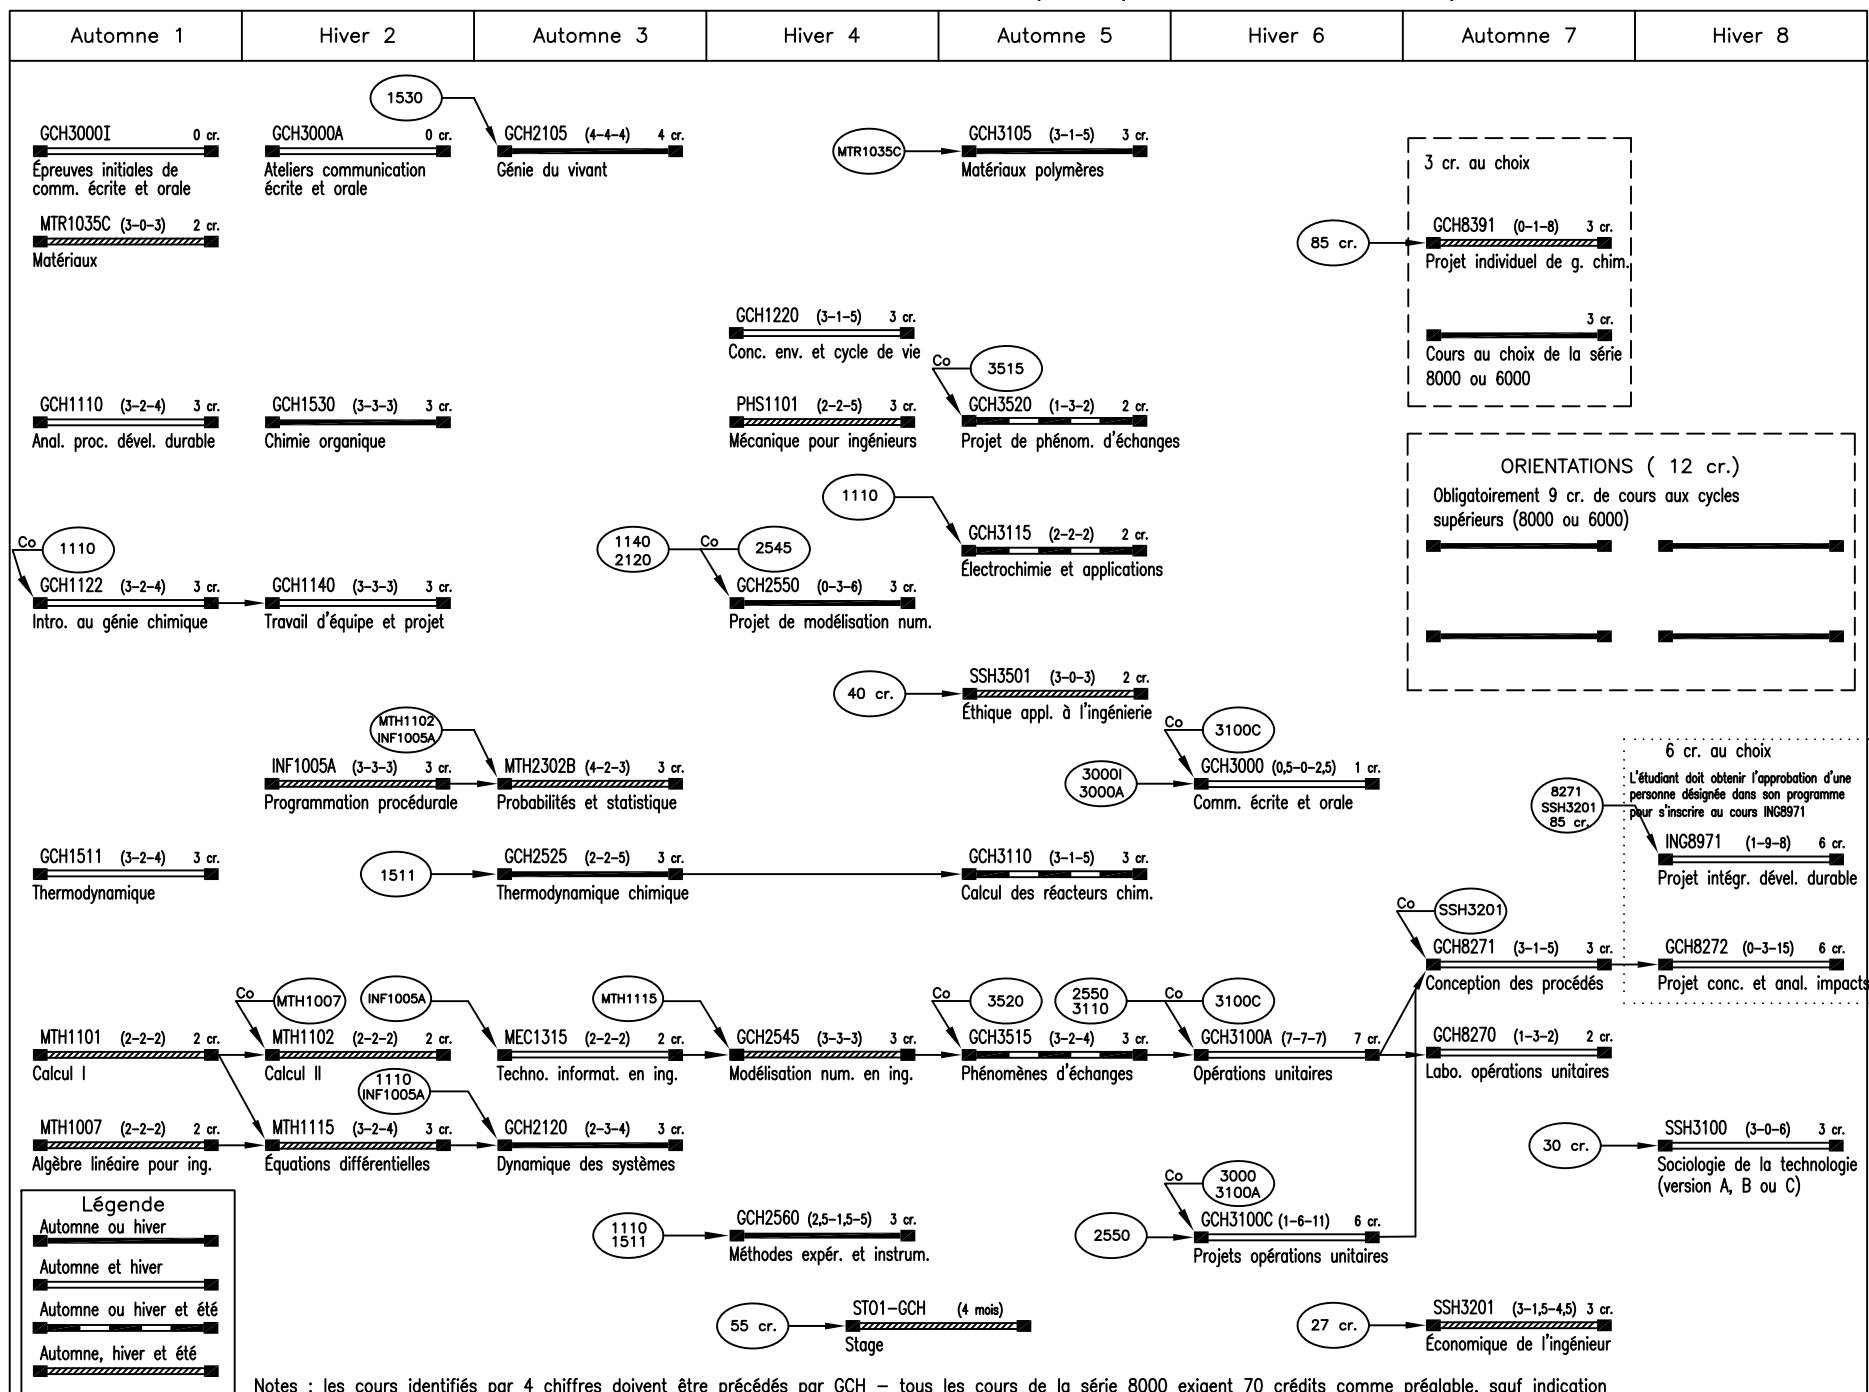 Automne 1
Hiver 2
Automne 3
Hiver 4
Automne 5
Hiver 6
Automne 7
Hiver 8
GCH3000I 0 cr.
Épreuves initiales de
comm. écrite et orale
MTR1035C (3-0-3) 2 cr.
Matériaux
GCH1110 (3-2-4) 3 cr.
Anal. proc. dével. durable
Co
1110
GCH1122 (3-2-4) 3 cr.
Intro. au génie chimique
GCH1511 (3-2-4) 3 cr.
Thermodynamique
MTH1101 (2-2-2) 2 cr.
Calcul I
MTH1007 (2-2-2) 2 cr.
Algèbre linéaire pour ing.
Légende
Automne ou hiver
Automne et hiver
Automne ou hiver et été
Automne, hiver et été
GCH3000A 0 cr.
Ateliers communication
écrite et orale
GCH1530 (3-3-3) 3 cr.
Chimie organique
GCH1140 (3-3-3) 3 cr.
Travail d'équipe et projet
INF1005A (3-3-3) 3 cr.
Programmation procédurale
Co
MTH1007
MTH1102 (2-2-2) 2 cr.
Calcul II
MTH1115 (3-2-4) 3 cr.
Équations différentielles
1530
GCH2105 (4-4-4) 4 cr.
Génie du vivant
MTH1102
INF1005A
MTH2302B (4-2-3) 3 cr.
Probabilités et statistique
1511
GCH2525 (2-2-5) 3 cr.
Thermodynamique chimique
INF1005A
MEC1315 (2-2-2) 2 cr.
Techno. informat. en ing.
1110
INF1005A
GCH2120 (2-3-4) 3 cr.
Dynamique des systèmes
GCH1220 (3-1-5) 3 cr.
Conc. env. et cycle de vie
PHS1101 (2-2-5) 3 cr.
Mécanique pour ingénieurs
1140
2120
Co
2545
GCH2550 (0-3-6) 3 cr.
Projet de modélisation num.
MTH1115
GCH2545 (3-3-3) 3 cr.
Modélisation num. en ing.
1110
1511
GCH2560 (2,5-1,5-5) 3 cr.
Méthodes expér. et instrum.
55 cr.
ST01-GCH (4 mois)
Stage
MTR1035C
GCH3105 (3-1-5) 3 cr.
Matériaux polymères
Co
3515
GCH3520 (1-3-2) 2 cr.
Projet de phénom. d'échanges
1110
GCH3115 (2-2-2) 2 cr.
Électrochimie et applications
40 cr.
SSH3501 (3-0-3) 2 cr.
Éthique appl. à l'ingénierie
GCH3110 (3-1-5) 3 cr.
Calcul des réacteurs chim.
Co
3520
GCH3515 (3-2-4) 3 cr.
Phénomènes d'échanges
Co
3100C
3000I
3000A
GCH3000 (0,5-0-2,5) 1 cr.
Comm. écrite et orale
2550
3110
Co
3100C
GCH3100A (7-7-7) 7 cr.
Opérations unitaires
Co
3000
3100A
2550
GCH3100C (1-6-11) 6 cr.
Projets opérations unitaires
3 cr. au choix
85 cr.
GCH8391 (0-1-8) 3 cr.
Projet individuel de g. chim.
3 cr.
Cours au choix de la série
8000 ou 6000
ORIENTATIONS ( 12 cr.)
Obligatoirement 9 cr. de cours aux cycles
supérieurs (8000 ou 6000)
Co
SSH3201
GCH8271 (3-1-5) 3 cr.
Conception des procédés
GCH8270 (1-3-2) 2 cr.
Labo. opérations unitaires
27 cr.
SSH3201 (3-1,5-4,5) 3 cr.
Économique de l'ingénieur
6 cr. au choix
L'étudiant doit obtenir l'approbation d'une
personne désignée dans son programme
pour s'inscrire au cours ING8971
8271
SSH3201
85 cr.
ING8971 (1-9-8) 6 cr.
Projet intégr. dével. durable
GCH8272 (0-3-15) 6 cr.
Projet conc. et anal. impacts
30 cr.
SSH3100 (3-0-6) 3 cr.
Sociologie de la technologie
(version A, B ou C)
Notes : les cours identifiés par 4 chiffres doivent être précédés par GCH – tous les cours de la série 8000 exigent 70 crédits comme préalable, sauf indication